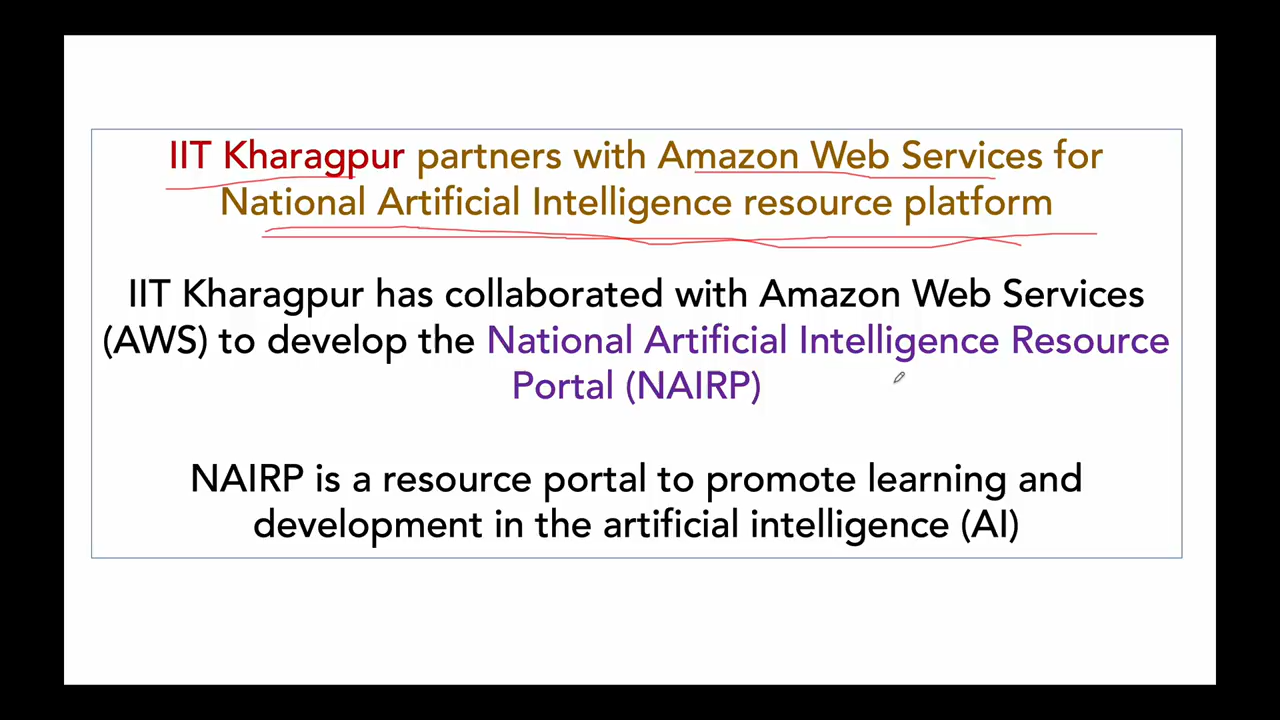 IIT Kharagpur partners with Amazon Web Services for
National Artificial Intelligence resource platform
IIT Kharagpur has collaborated with Amazon Web Services
(AWS) to develop the National Artificial Intelligence Resource
Portal (NAIRP)
NAIRP is a resource portal to promote learning and
development in the artificial intelligence (AI)